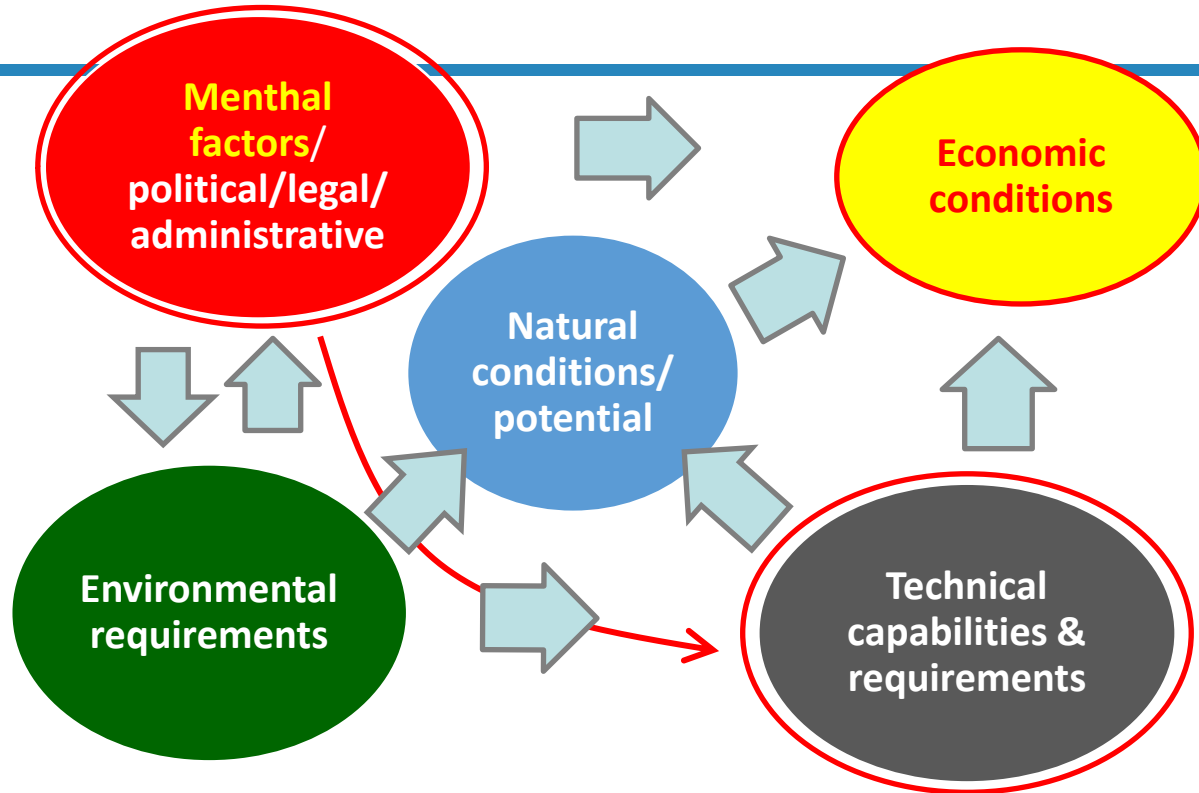 Menthal
factors/
political/legal/
administrative
Economic
conditions
Natural
conditions/
potential
Environmental
requirements
Technical
capabilities &
requirements